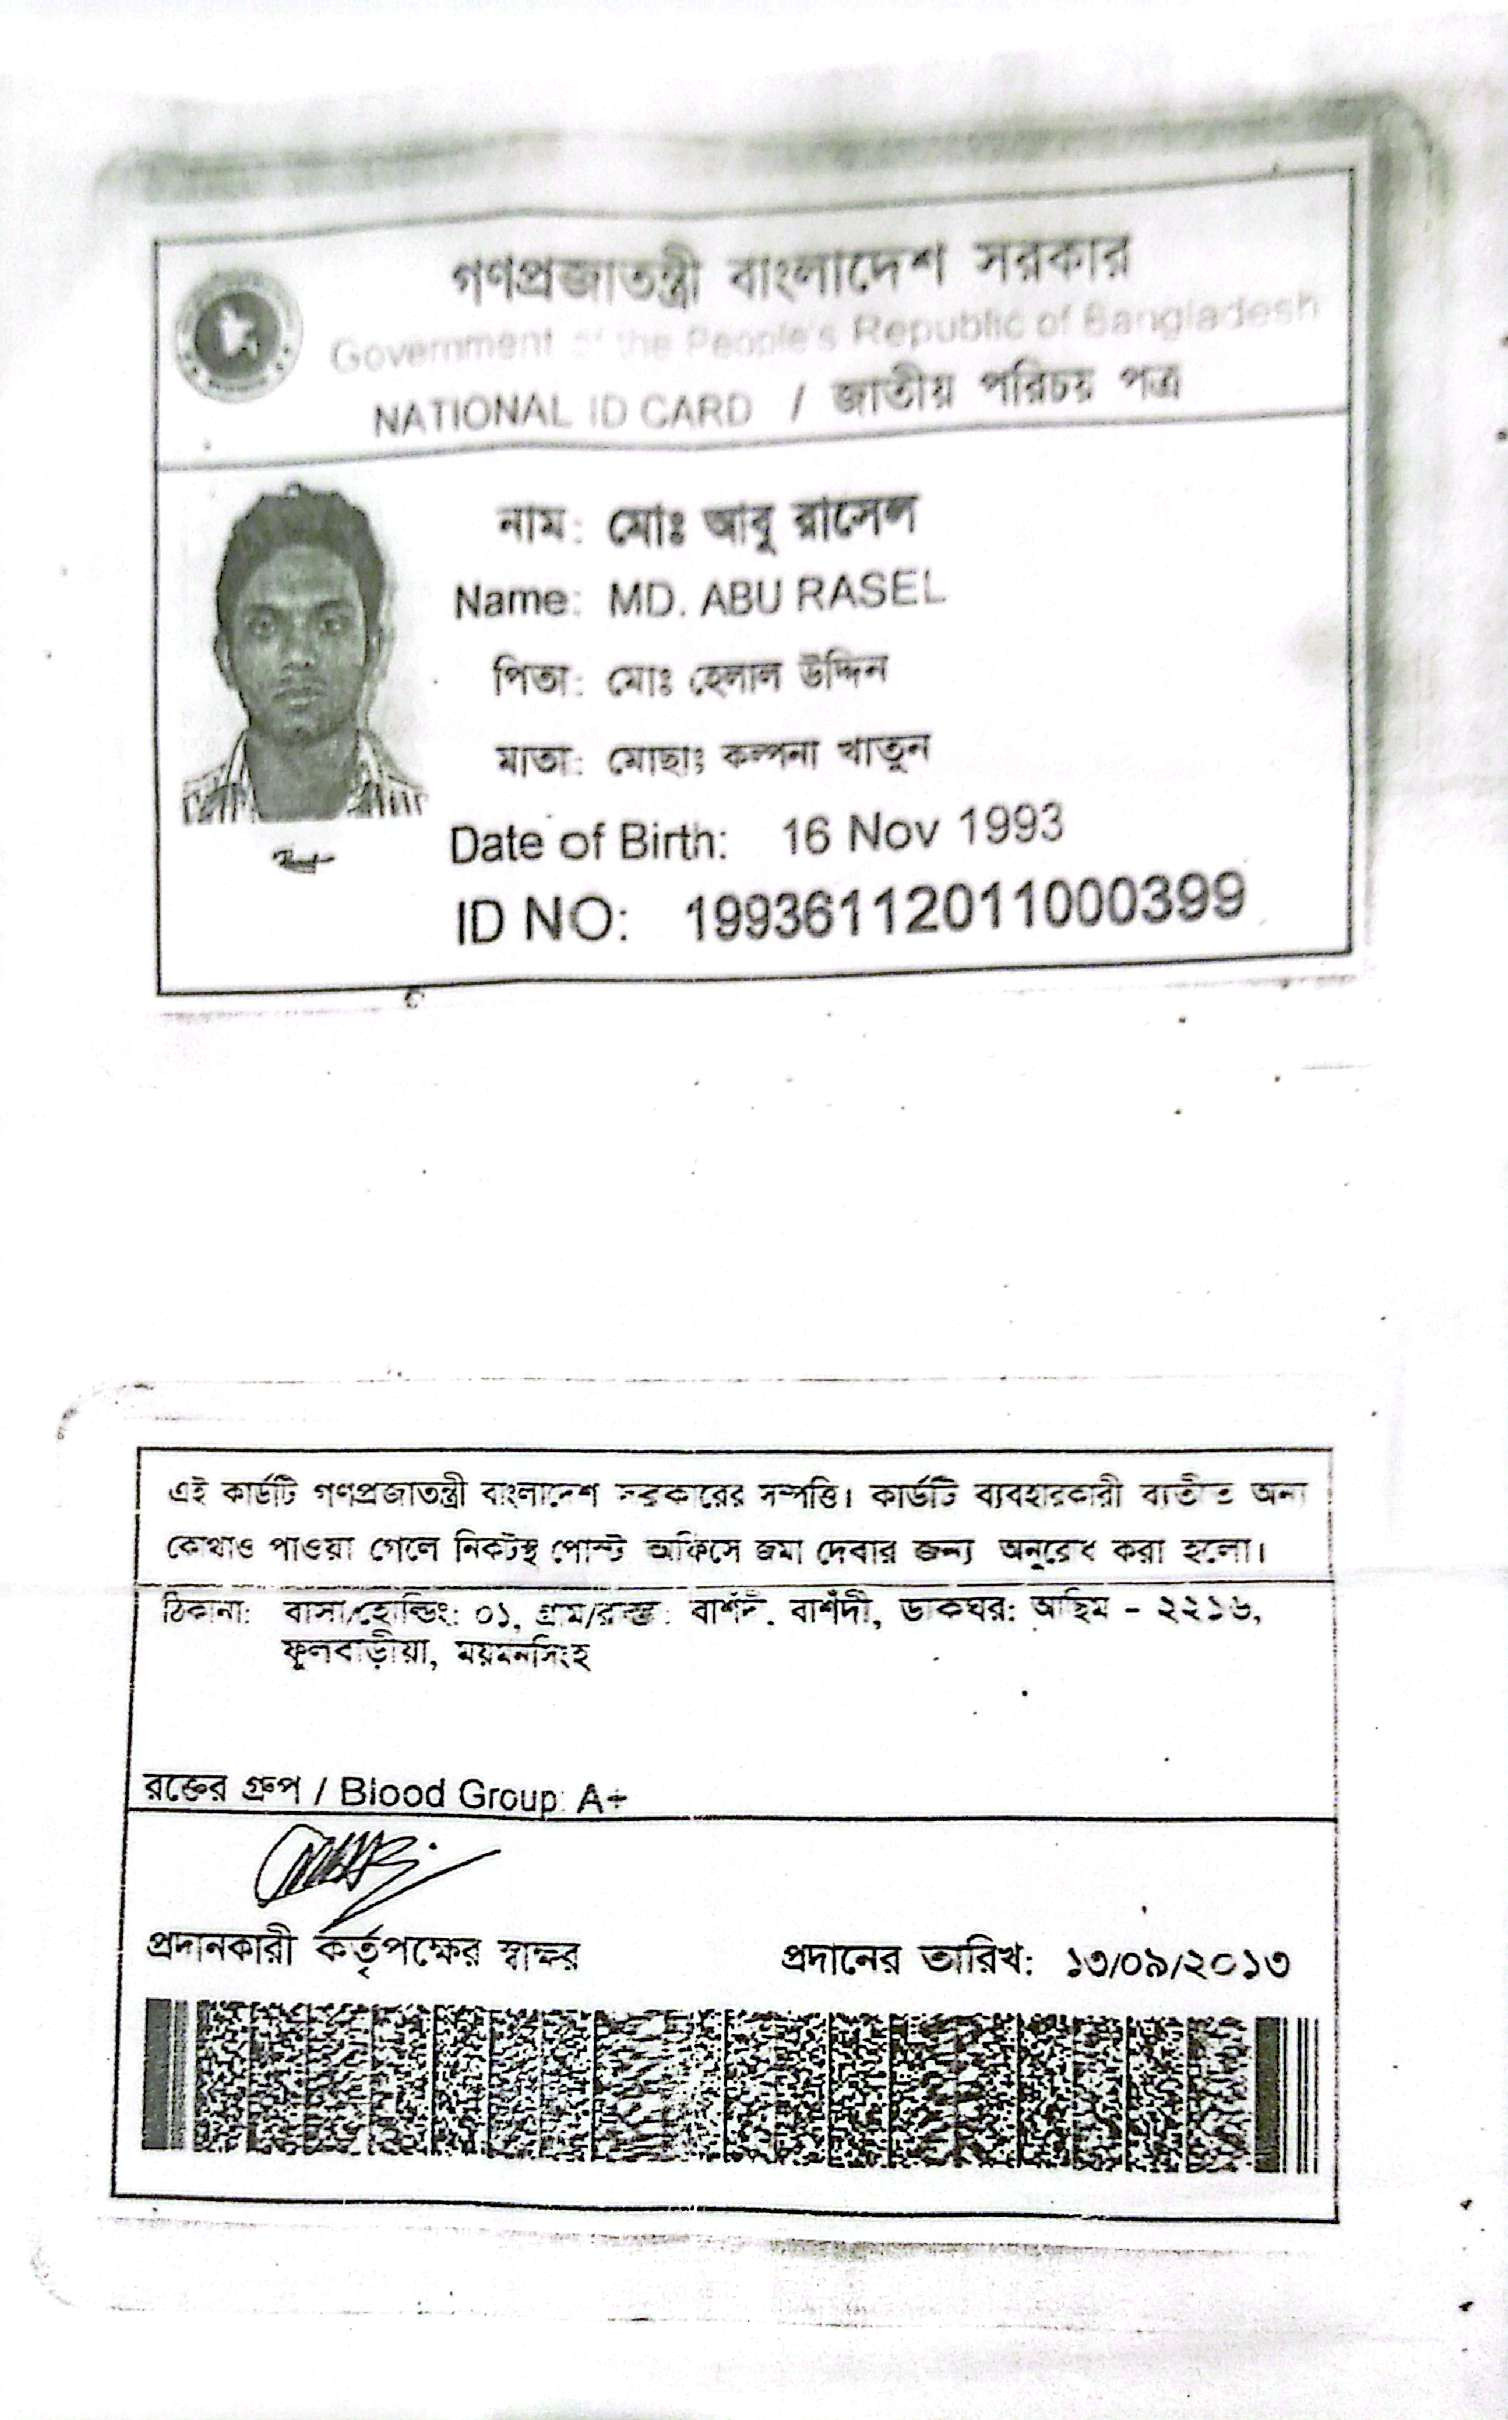 গণপ্রজাতন্ত্রী বাংলাদেশ সরকার
Government of the People's Republic of Bangladesh
NATIONAL ID CARD / জাতীয় পরিচয় পত্র
নাম: মোঃ আবু রাসেল
Name: MD. ABU RASEL
পিতা: মোঃ হেলাল উদ্দিন
মাতা: মোছাঃ কল্পনা খাতুন
Date of Birth: 16 Nov 1993
ID NO: 19936112011000399
এই কার্ডটি গণপ্রজাতন্ত্রী বাংলাদেশ সরকারের সম্পত্তি। কার্ডটি ব্যবহারকারী ব্যতীত অন্য
কোথাও পাওয়া গেলে নিকটস্থ পোস্ট অফিসে জমা দেবার জন্য অনুরোধ করা হলো।
ঠিকানা: বাসা/হোল্ডিং: ০১, গ্রাম/রাস্তা: বাশঁদী, বাশঁদী, ডাকঘর: আছিম - ২২১৬,
ফুলবাড়ীয়া, ময়মনসিংহ
রক্তের গ্রুপ / Blood Group: A+
প্রদানকারী কর্তৃপক্ষের স্বাক্ষর
প্রদানের তারিখ: ১৩/০৯/২০১৩